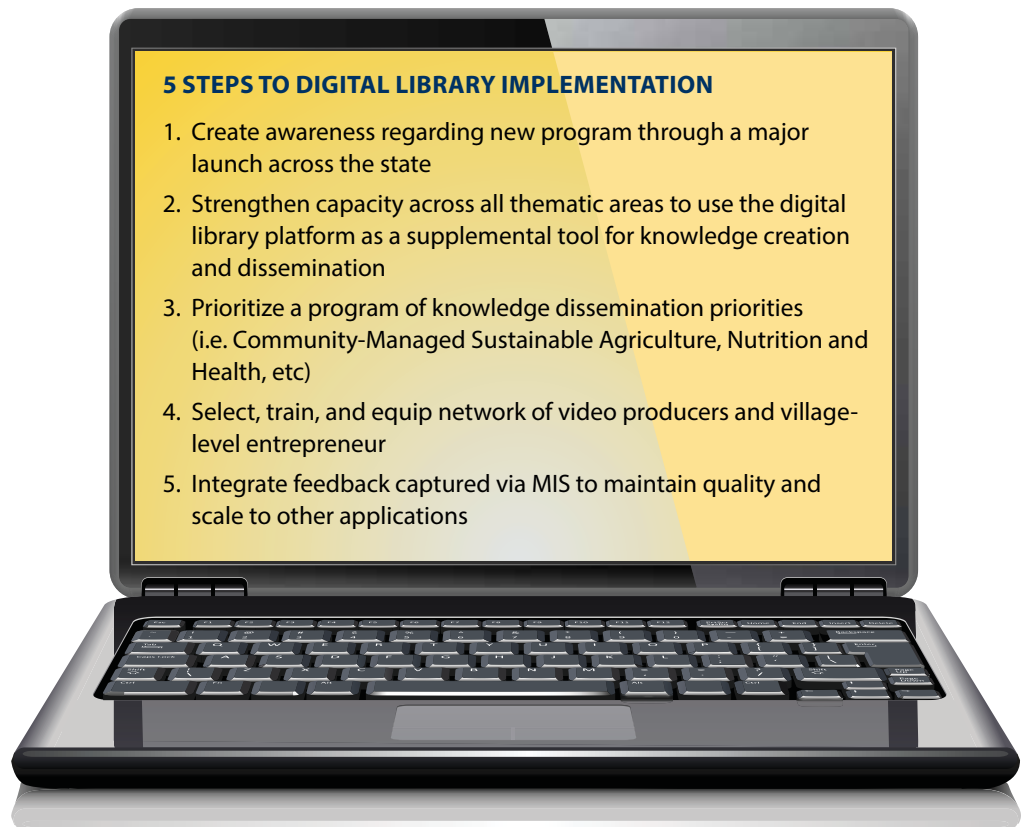 5 STEPS TO DIGITAL LIBRARY IMPLEMENTATION
1. Create awareness regarding new program through a major
launch across the state
2. Strengthen capacity across all thematic areas to use the digital
library platform as a supplemental tool for knowledge creation
and dissemination
3. Prioritize a program of knowledge dissemination priorities
(i.e. Community-Managed Sustainable Agriculture, Nutrition and
Health, etc)
4. Select, train, and equip network of video producers and village-
level entrepreneur
5. Integrate feedback captured via MIS to maintain quality and
scale to other applications